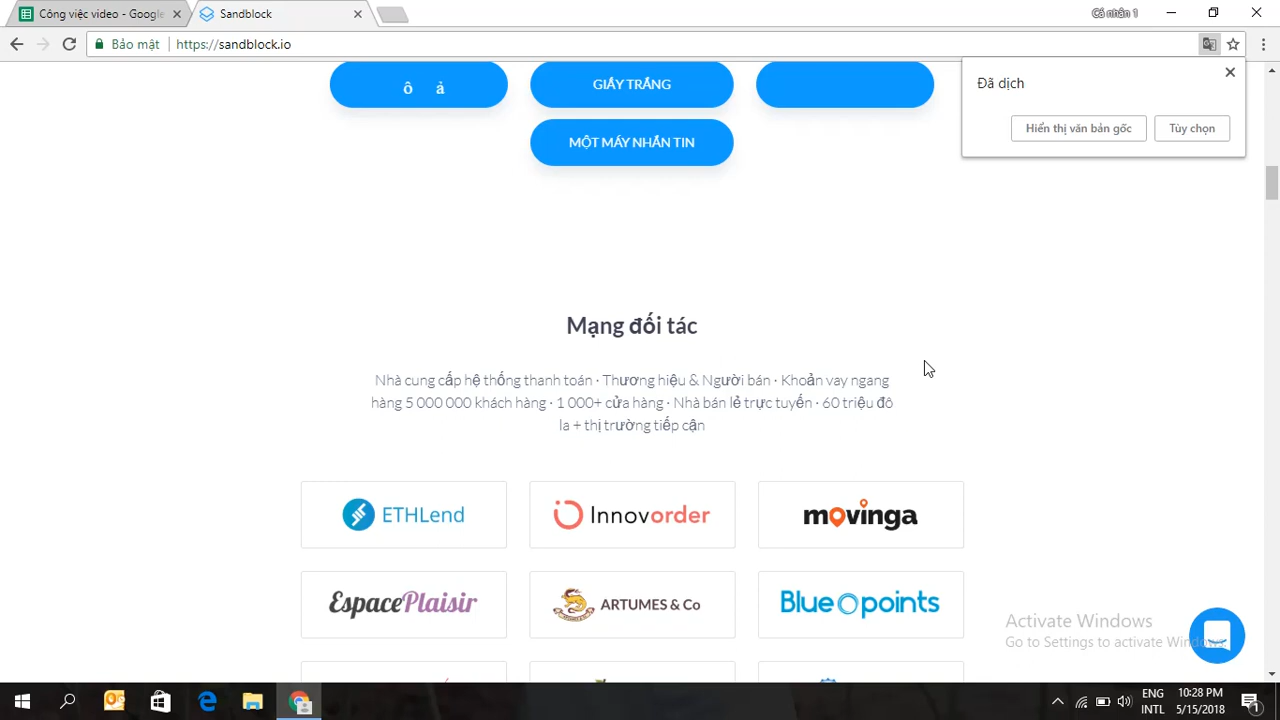 Công việc video - Google
Sandblock
Cá nhân 1
Bảo mật
https://sandblock.io
ô ả
GIẤY TRẮNG
MỘT MÁY NHẮN TIN
Đã dịch
Hiển thị văn bản gốc
Tùy chọn
Mạng đối tác
Nhà cung cấp hệ thống thanh toán · Thương hiệu & Người bán · Khoản vay ngang
hàng 5 000 000 khách hàng · 1 000+ cửa hàng · Nhà bán lẻ trực tuyến · 60 triệu đô
la + thị trường tiếp cận
ETHLend
Innovorder
movinga
EspacePlaisir
ARTUMES & Co
Blue points
Activate Windows
Go to Settings to activate Windows.
ENG
INTL
10:28 PM
5/15/2018
1